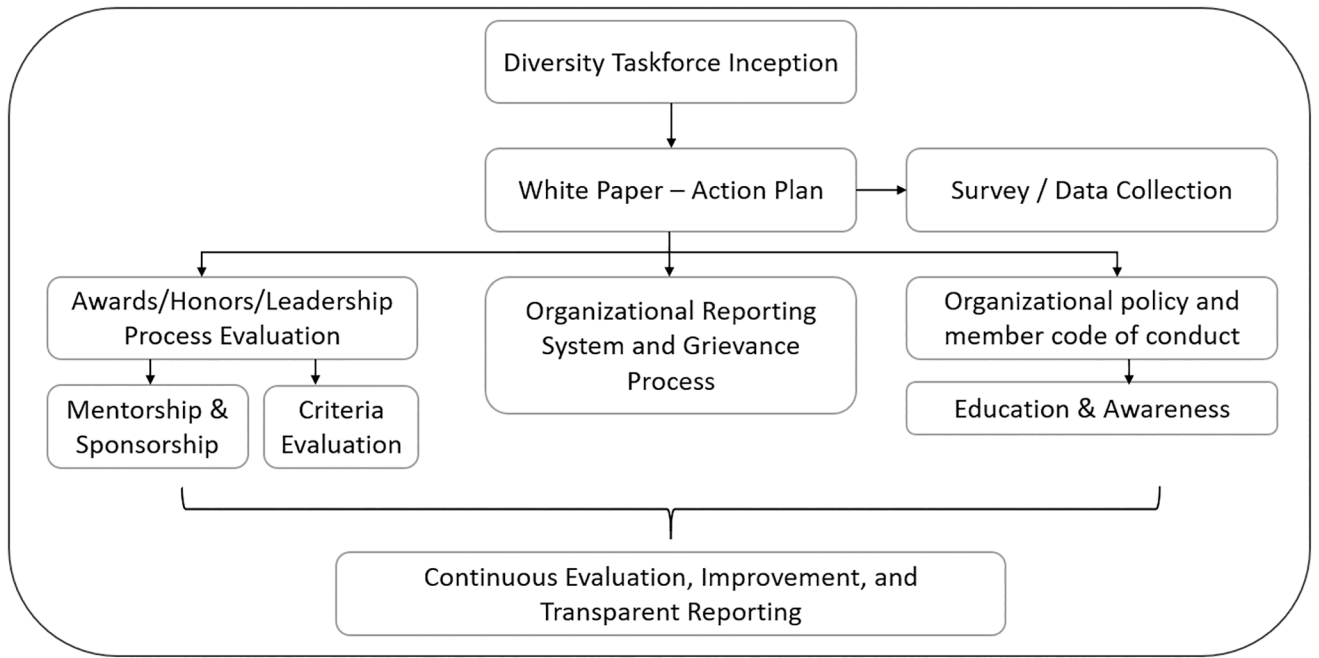 Diversity Taskforce Inception
White Paper – Action Plan
Survey / Data Collection
Awards/Honors/Leadership
Process Evaluation
Organizational Reporting
System and Grievance
Process
Organizational policy and
member code of conduct
Mentorship &
Sponsorship
Criteria
Evaluation
Education & Awareness
Continuous Evaluation, Improvement, and
Transparent Reporting